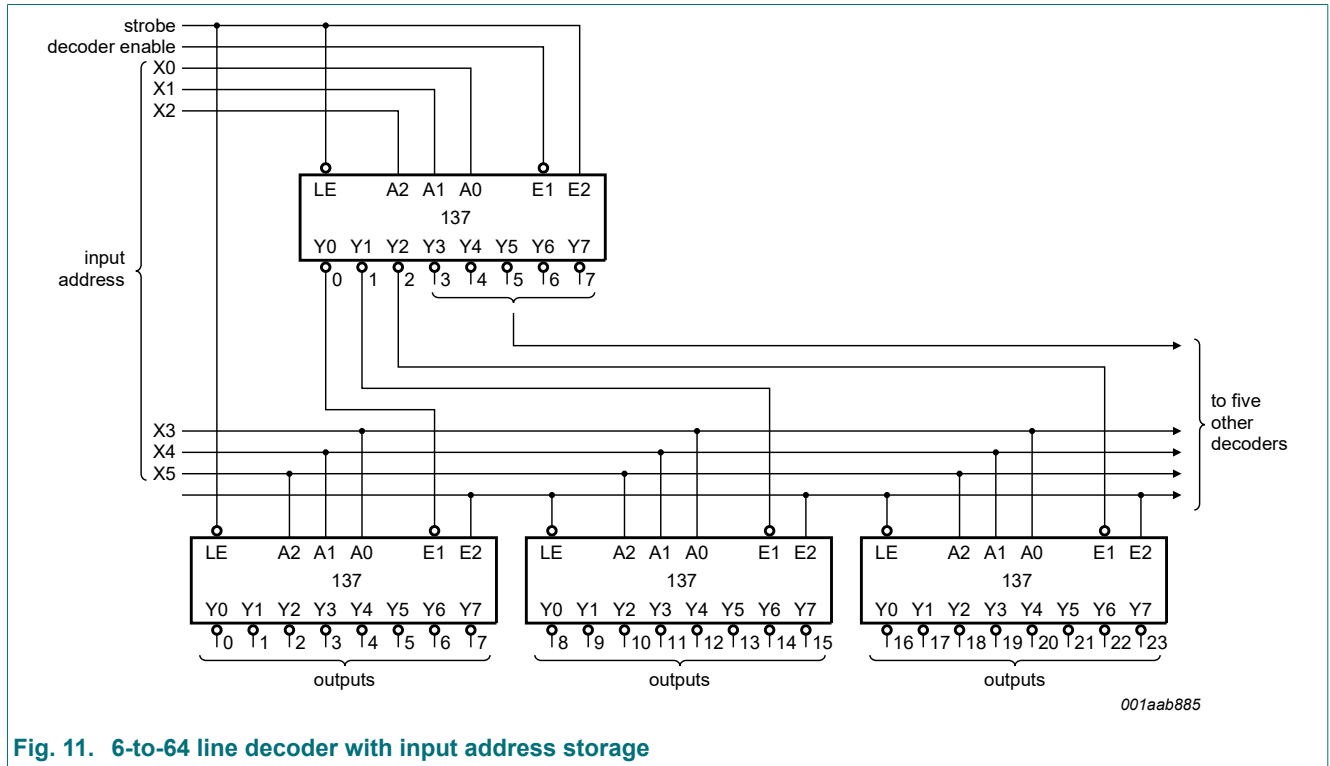 strobe
decoder enable
X0
X1
X2
LE A2 A1 A0 E1 E2
137
Y0 Y1 Y2 Y3 Y4 Y5 Y6 Y7
0 1 2 3 4 5 6 7
input
address
to five
other
decoders
X3
X4
X5
LE A2 A1 A0 E1 E2
137
Y0 Y1 Y2 Y3 Y4 Y5 Y6 Y7
0 1 2 3 4 5 6 7
outputs
LE A2 A1 A0 E1 E2
137
Y0 Y1 Y2 Y3 Y4 Y5 Y6 Y7
8 9 10 11 12 13 14 15
outputs
LE A2 A1 A0 E1 E2
137
Y0 Y1 Y2 Y3 Y4 Y5 Y6 Y7
16 17 18 19 20 21 22 23
outputs
001aab885
Fig. 11. 6-to-64 line decoder with input address storage